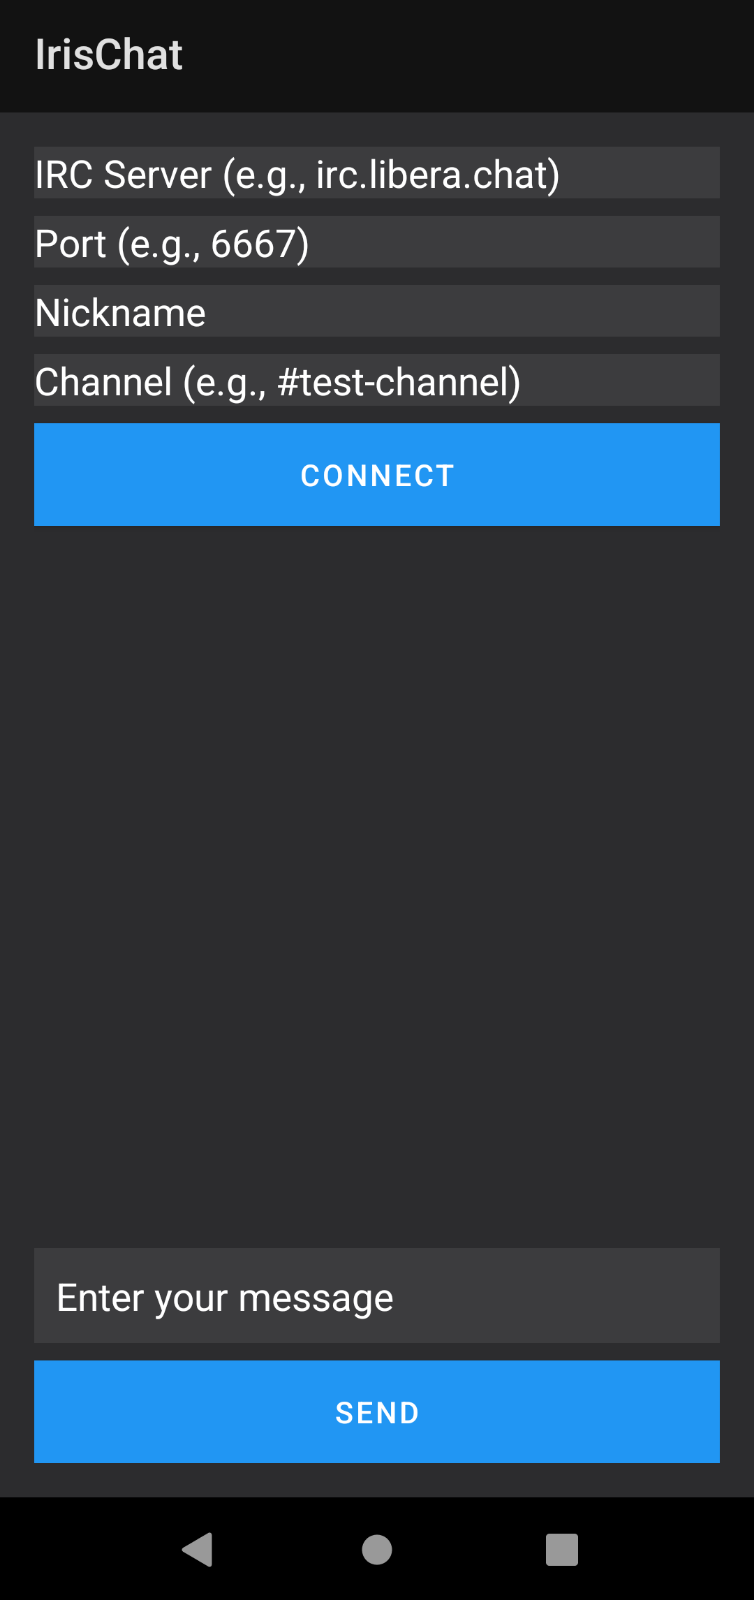 IrisChat
IRC Server (e.g., irc.libera.chat)
Port (e.g., 6667)
Nickname
Channel (e.g., #test-channel)
CONNECT
Enter your message
SEND